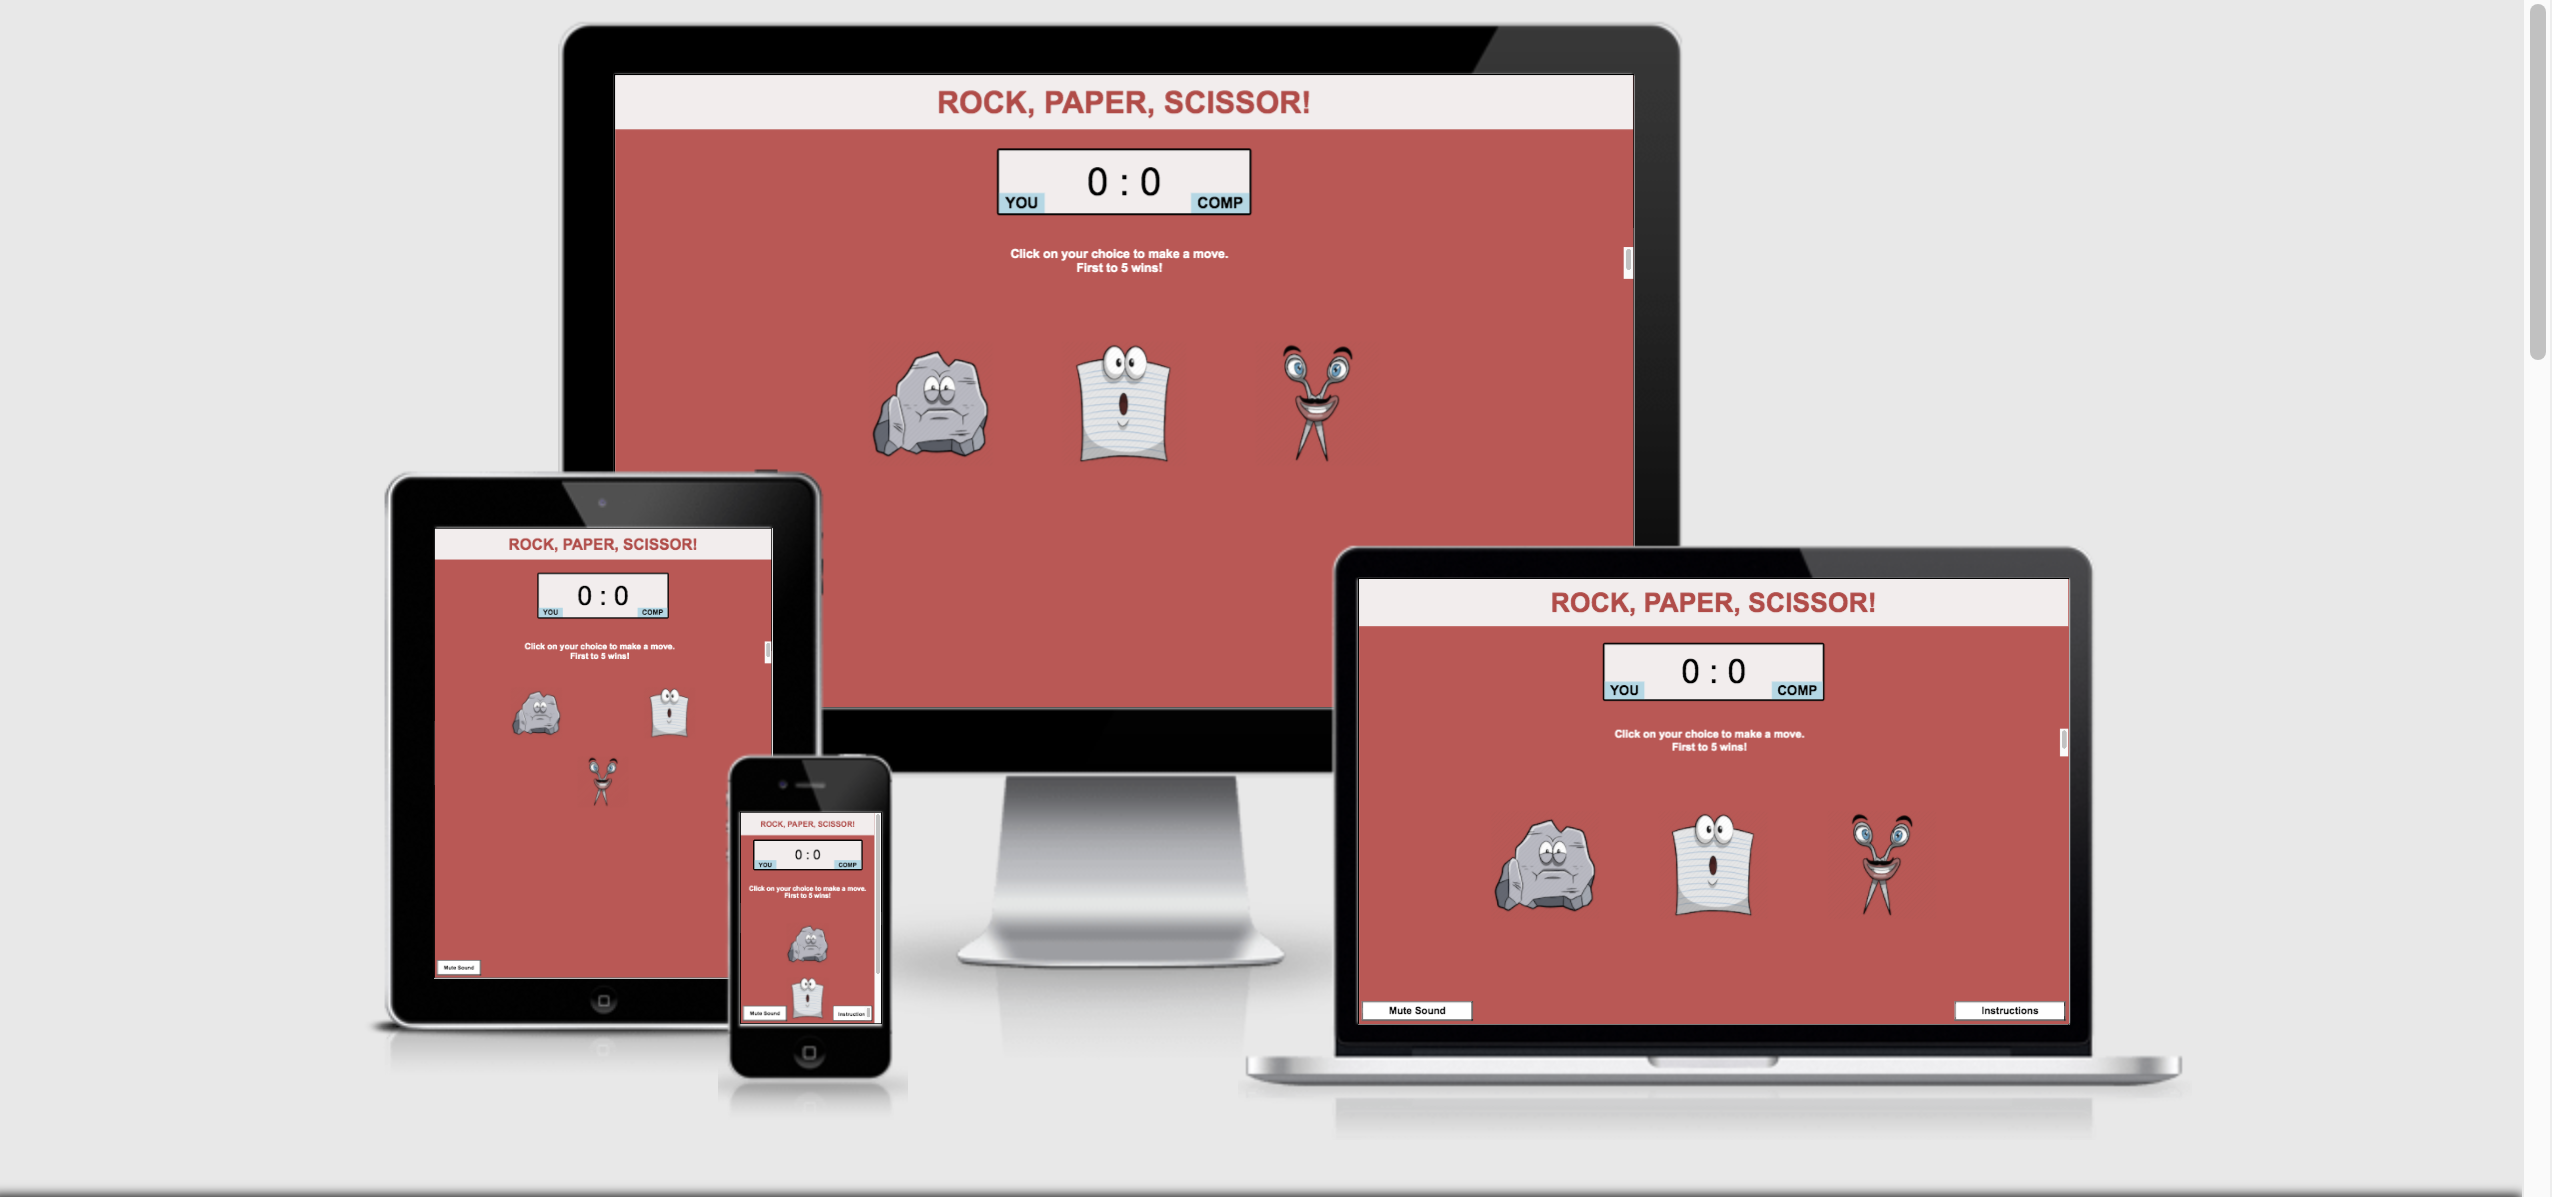 ROCK, PAPER, SCISSOR!
0 : 0
YOU COMP
Click on your choice to make a move.
First to 5 wins!
ROCK, PAPER, SCISSOR!
0 : 0
YOU COMP
Click on your choice to make a move.
First to 5 wins!
Mute Sound
ROCK, PAPER, SCISSOR!
0 : 0
YOU COMP
Click on your choice to make a move.
First to 5 wins!
Mute Sound Instruction
ROCK, PAPER, SCISSOR!
0 : 0
YOU COMP
Click on your choice to make a move.
First to 5 wins!
Mute Sound Instructions